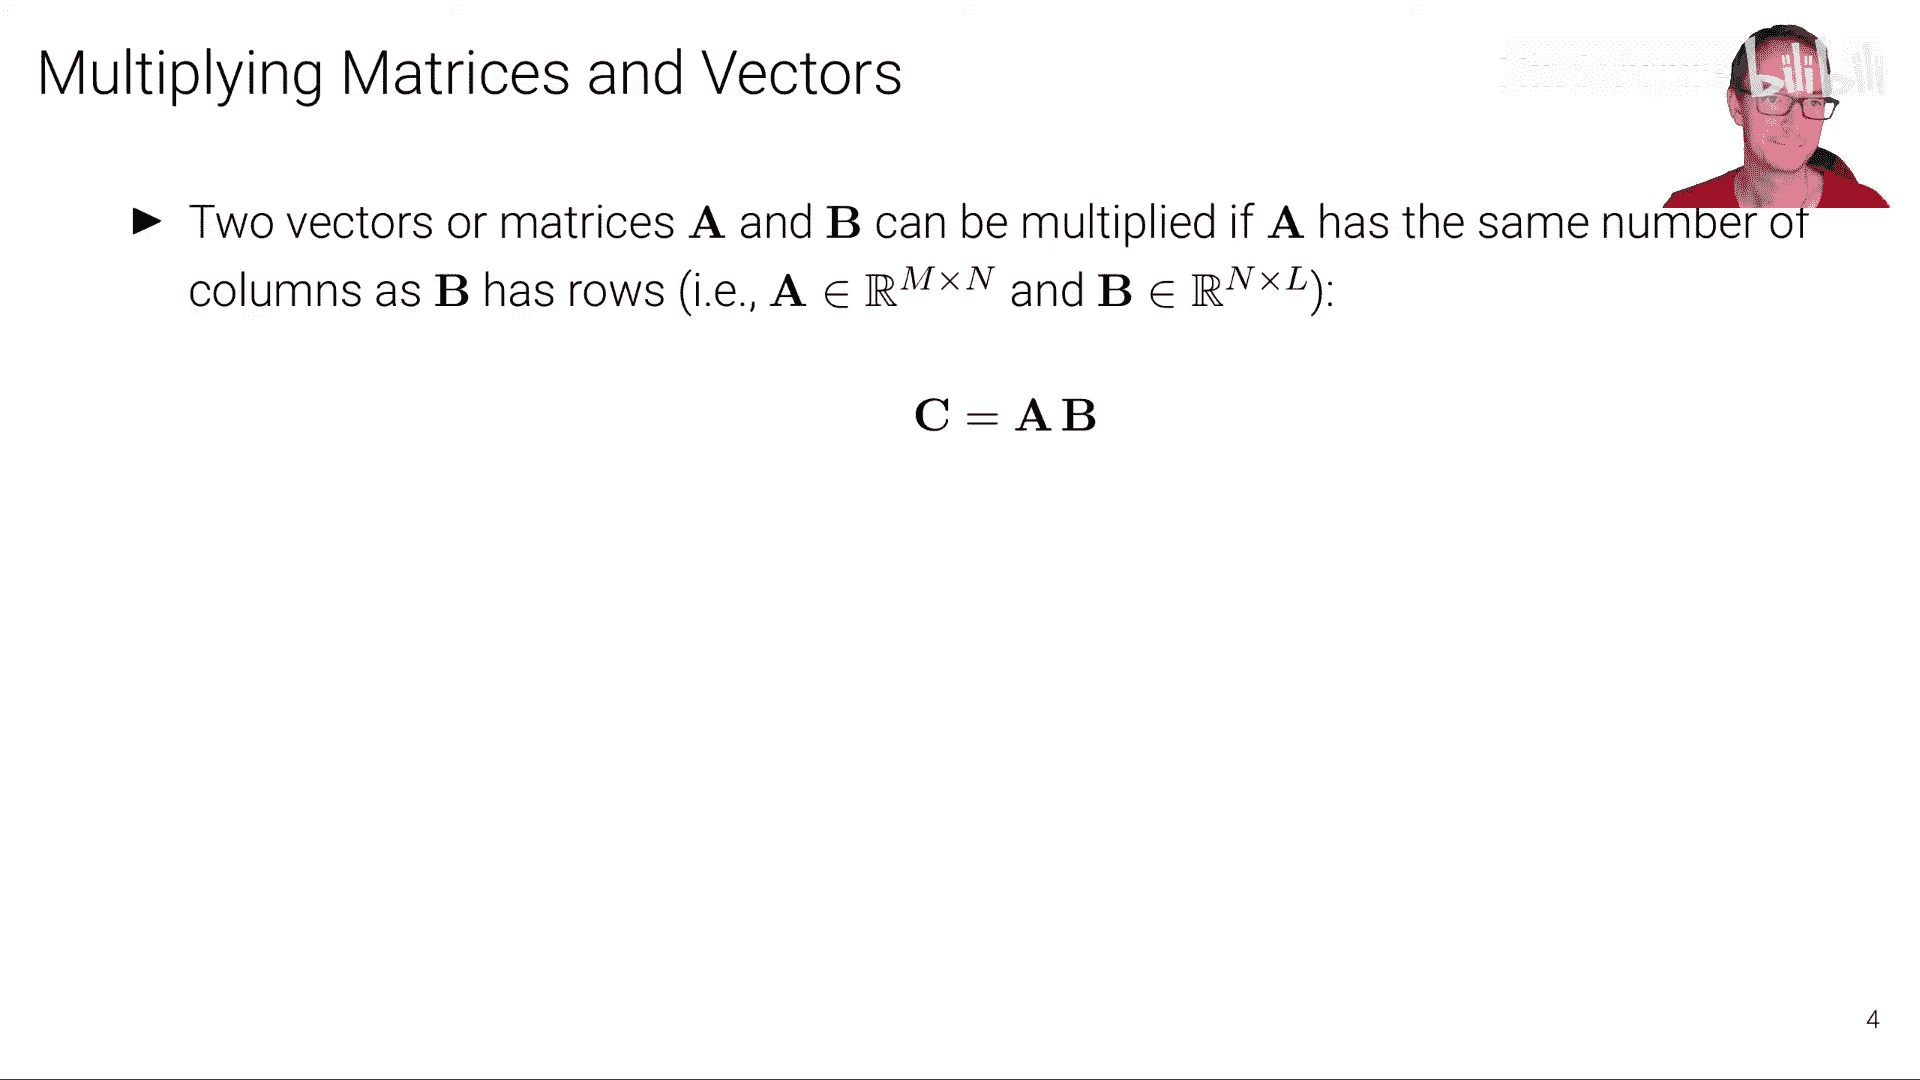 Multiplying Matrices and Vectors
bilibili
▶ Two vectors or matrices A and B can be multiplied if A has the same number of
columns as B has rows (i.e., A ∈ ℝ^{M×N} and B ∈ ℝ^{N×L}):
C = A B
4